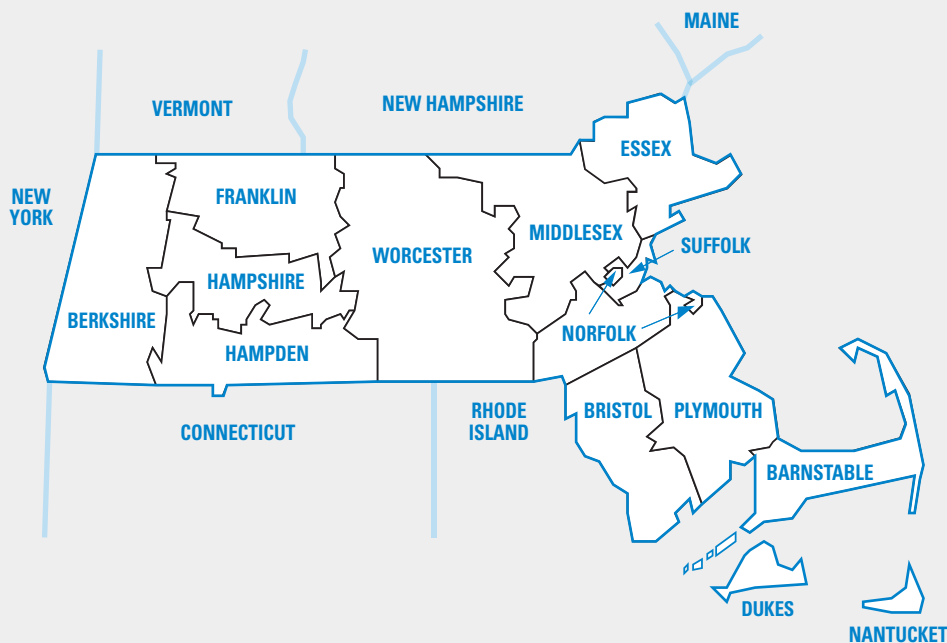 MAINE
VERMONT
NEW HAMPSHIRE
ESSEX
NEW
YORK
FRANKLIN
MIDDLESEX
SUFFOLK
WORCESTER
HAMPSHIRE
BERKSHIRE
NORFOLK
HAMPDEN
RHODE
ISLAND
BRISTOL
PLYMOUTH
CONNECTICUT
BARNSTABLE
DUKES
NANTUCKET